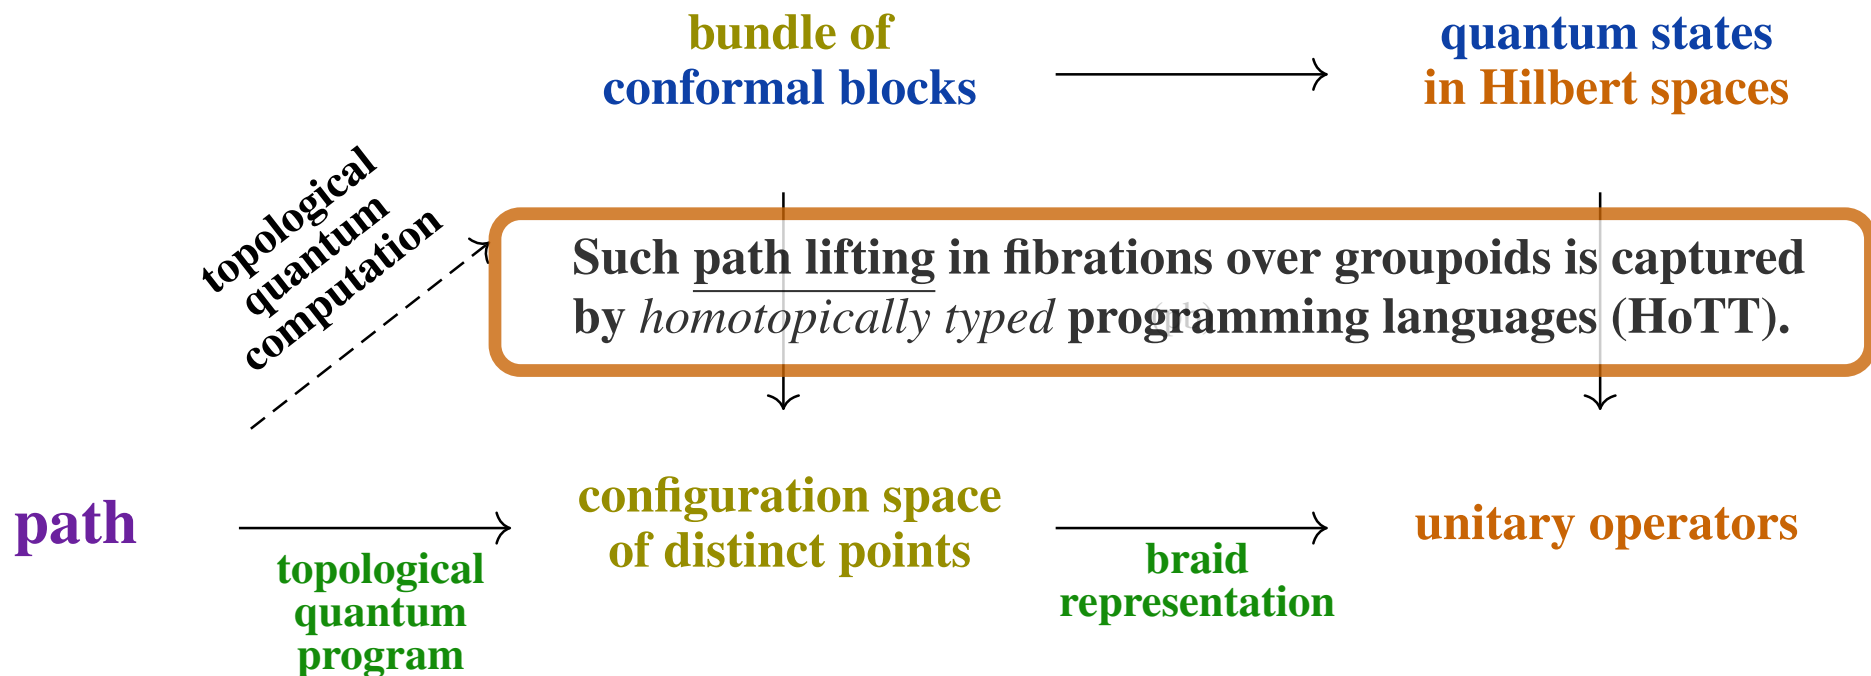 bundle of
conformal blocks
quantum states
in Hilbert spaces
topological
quantum
computation
Such path lifting in fibrations over groupoids is captured
by homotopically typed programming languages (HoTT).
(pb)
path
topological
quantum
program
configuration space
of distinct points
braid
representation
unitary operators